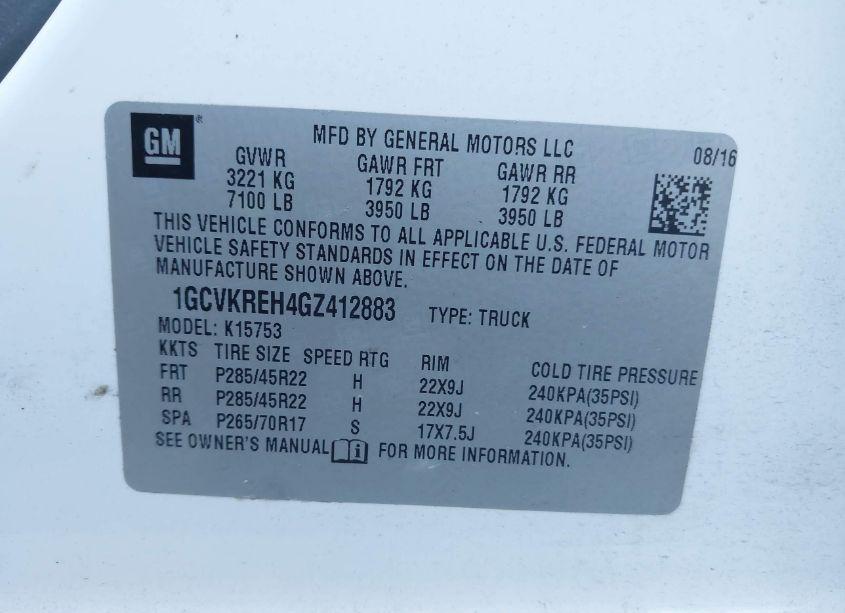 GM ®
MFD BY GENERAL MOTORS LLC 08/16
GVWR GAWR FRT GAWR RR
3221 KG 1792 KG 1792 KG
7100 LB 3950 LB 3950 LB
THIS VEHICLE CONFORMS TO ALL APPLICABLE U.S. FEDERAL MOTOR
VEHICLE SAFETY STANDARDS IN EFFECT ON THE DATE OF
MANUFACTURE SHOWN ABOVE.
1GCVKREH4GZ412883 TYPE: TRUCK
MODEL: K15753
KKTS TIRE SIZE SPEED RTG RIM COLD TIRE PRESSURE
FRT P285/45R22 H 22X9J 240KPA(35PSI)
RR P285/45R22 H 22X9J 240KPA(35PSI)
SPA P265/70R17 S 17X7.5J 240KPA(35PSI)
SEE OWNER'S MANUAL FOR MORE INFORMATION.